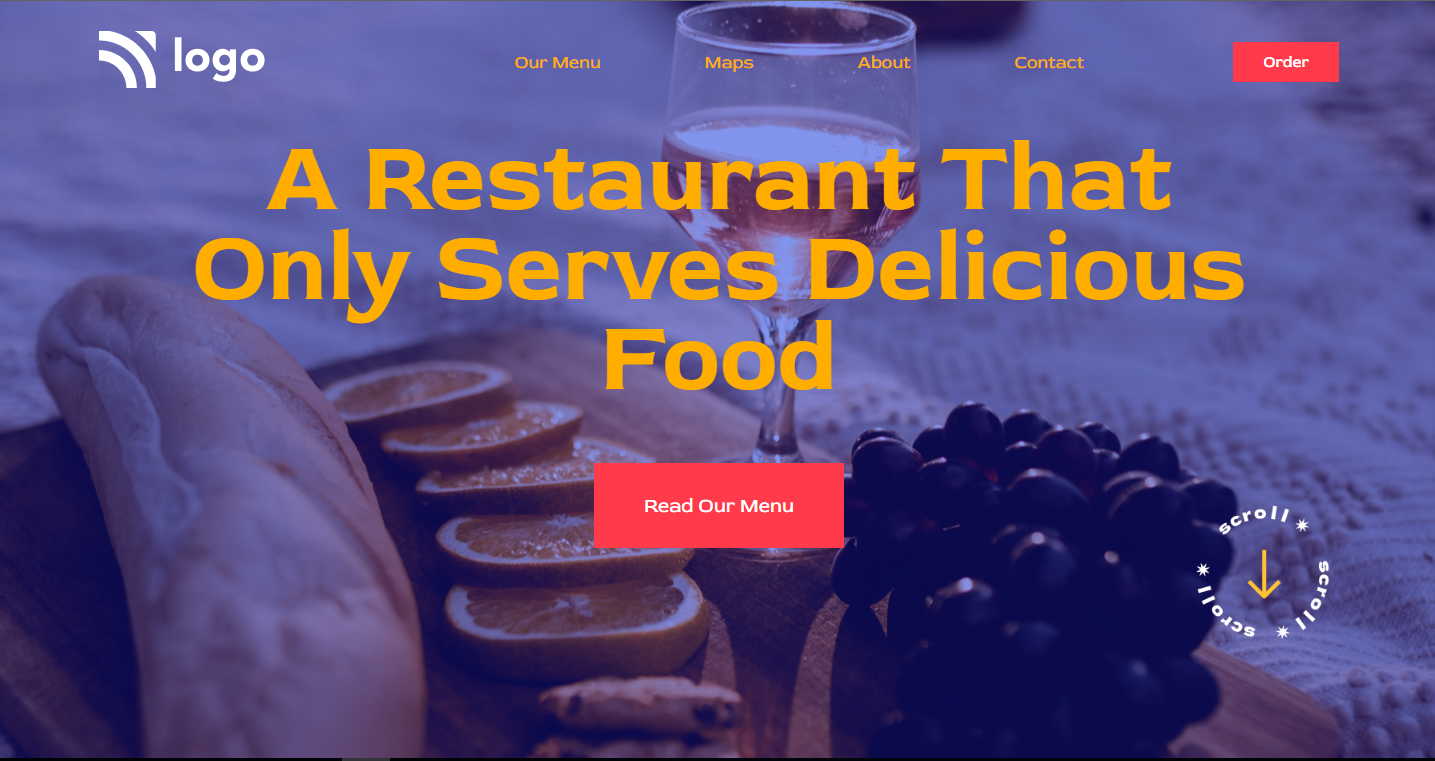 logo
Our Menu Maps About Contact Order
A Restaurant That
Only Serves Delicious
Food
Read Our Menu
scroll ✷ scroll ✷ scroll ✷